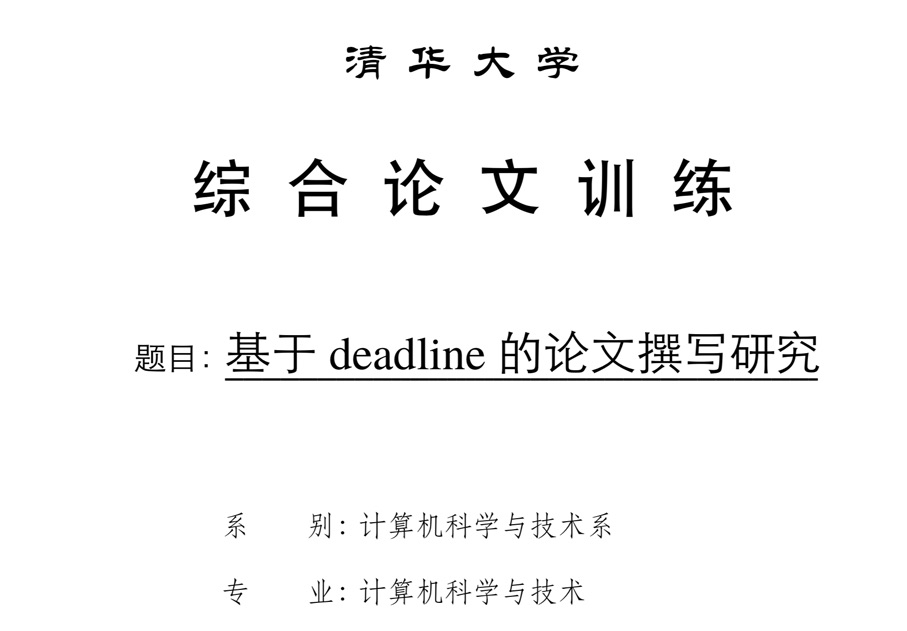 清华大学
综合论文训练
题目：基于 deadline 的论文撰写研究
系 别：计算机科学与技术系
专 业：计算机科学与技术